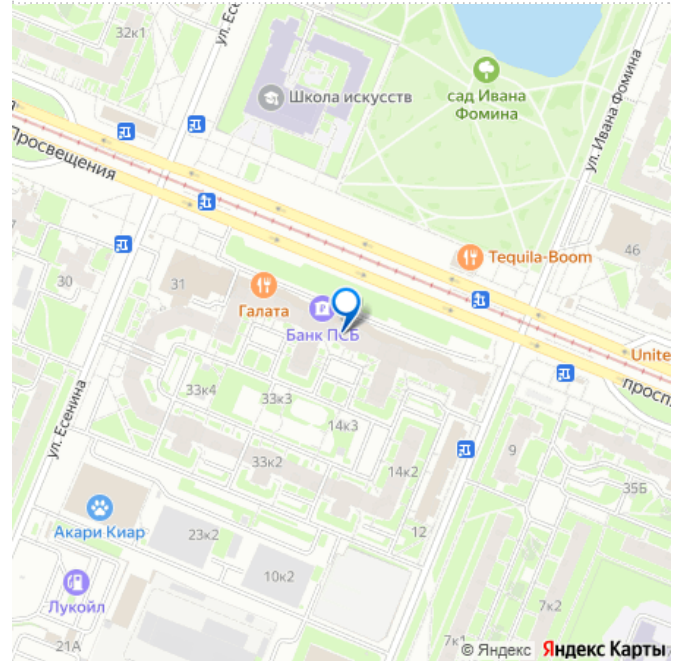 32к1
ул. Есе
Школа искусств
сад Ивана
Фомина
ул. Ивана Фомина
я
Просвещения
Tequila-Boom
46
30
31
Галата
Банк ПСБ
Unite
просп.
ул. Есенина
33к4
33к3
14к3
33к2
14к2
9
35Б
12
Акари Киар
23к2
10к2
Лукойл
7к2
7к1
21А
© Яндекс Яндекс Карты